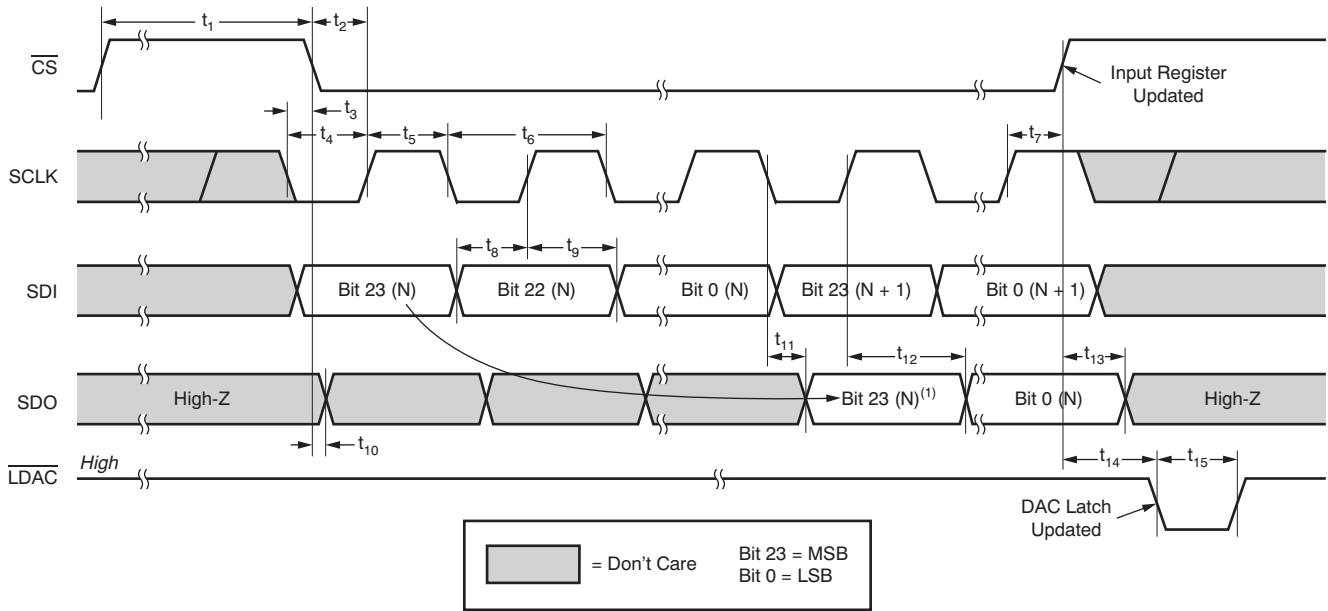 t1
t2
CS
Input Register
Updated
t3
t4
t5
t6
t7
SCLK
t8
t9
SDI
Bit 23 (N)
Bit 22 (N)
Bit 0 (N)
Bit 23 (N + 1)
Bit 0 (N + 1)
t11
t12
t13
SDO
High-Z
Bit 23 (N)(1)
Bit 0 (N)
High-Z
t10
t14
t15
High
LDAC
DAC Latch
Updated
= Don't Care
Bit 23 = MSB
Bit 0 = LSB